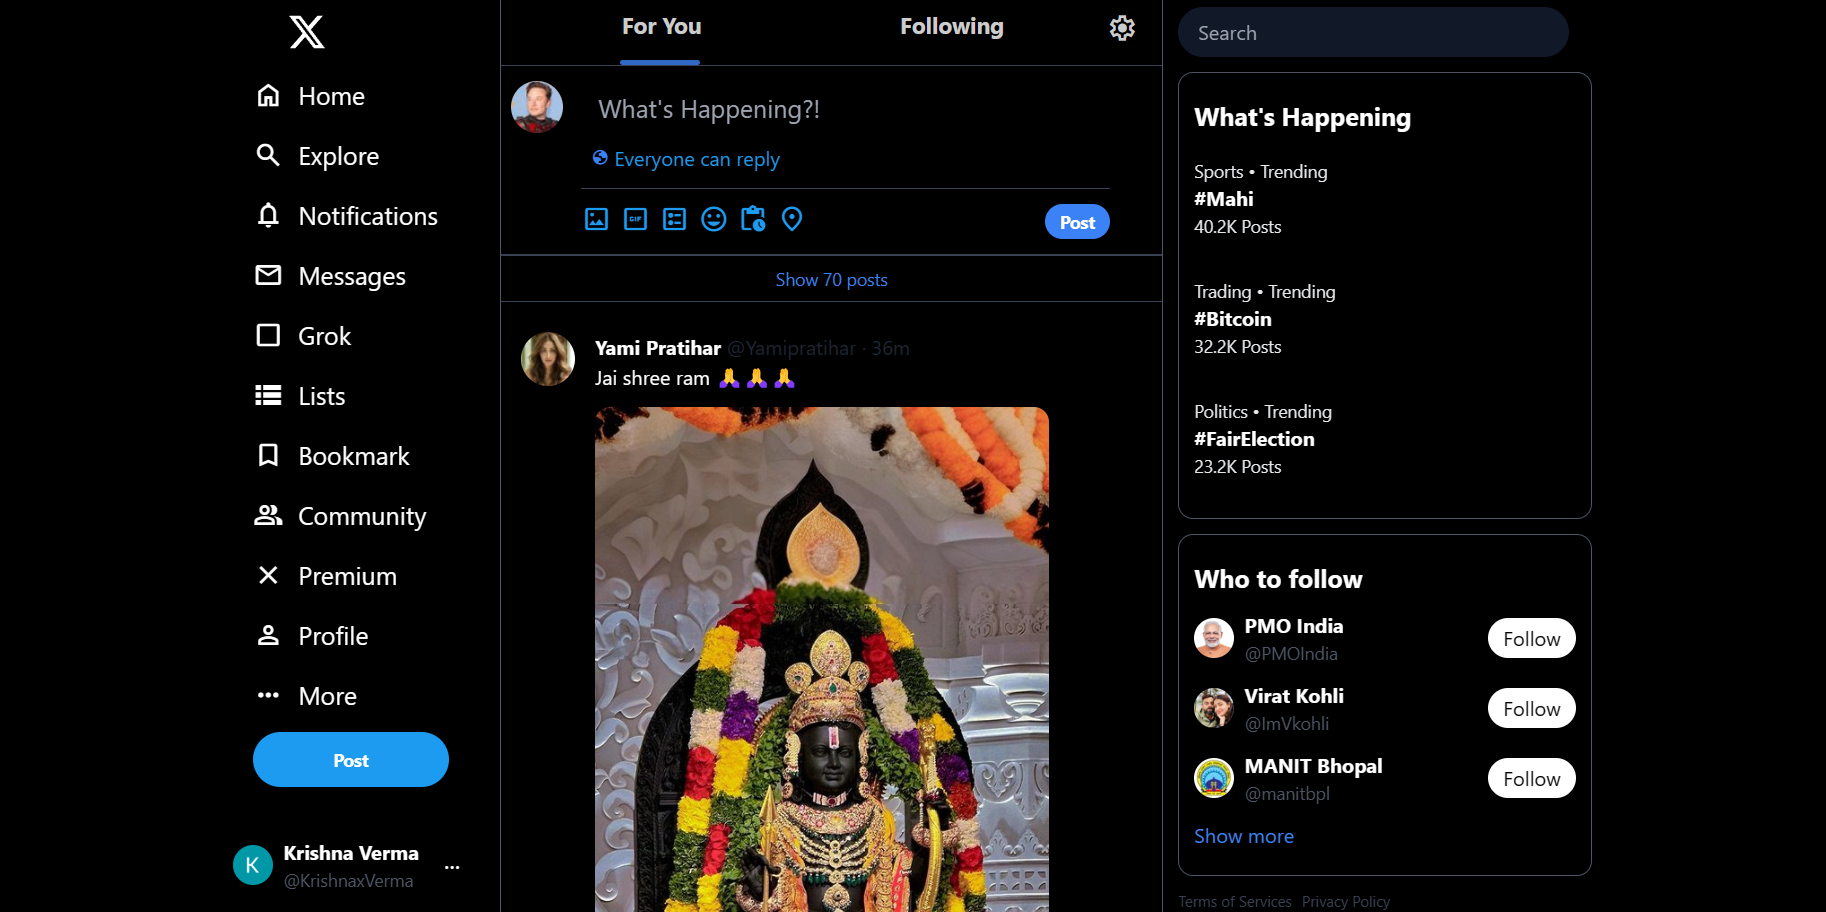 Home
Explore
Notifications
Messages
Grok
Lists
Bookmark
Community
Premium
Profile
More
Post
K
Krishna Verma
@KrishnaxVerma
For You
Following
What's Happening?!
Everyone can reply
GIF
Post
Show 70 posts
Yami Pratihar @Yamipratihar · 36m
Jai shree ram 🙏🙏🙏
Search
What's Happening
Sports • Trending
#Mahi
40.2K Posts
Trading • Trending
#Bitcoin
32.2K Posts
Politics • Trending
#FairElection
23.2K Posts
Who to follow
PMO India
@PMOIndia
Follow
Virat Kohli
@ImVkohli
Follow
MANIT Bhopal
@manitbpl
Follow
Show more
Terms of Services Privacy Policy